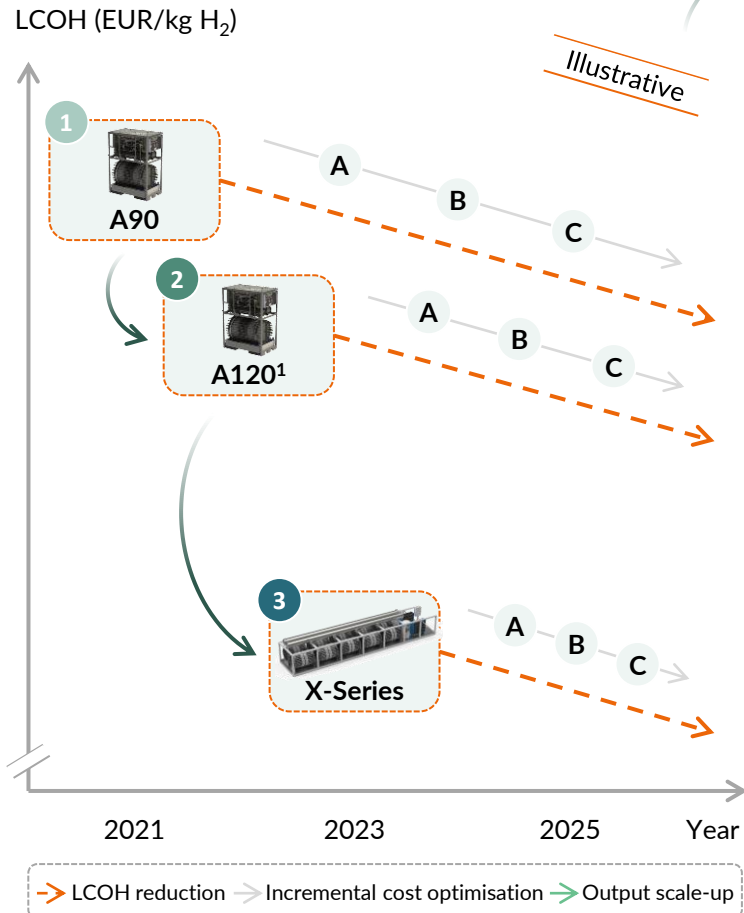 LCOH (EUR/kg H₂)
Illustrative
1
A90
A
B
C
2
A120¹
A
B
C
3
X-Series
A
B
C
2021 2023 2025 Year
LCOH reduction Incremental cost optimisation Output scale-up